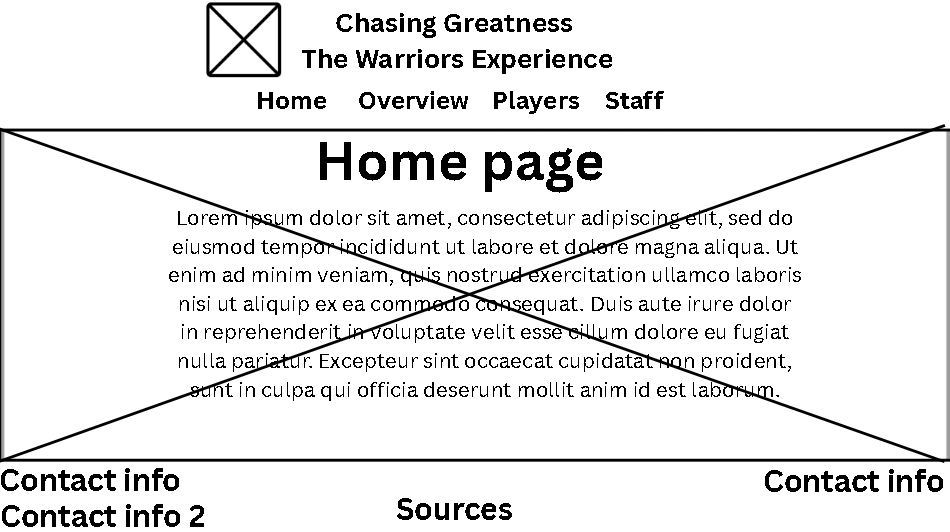 Chasing Greatness
The Warriors Experience
Home Overview Players Staff
Home page
Lorem ipsum dolor sit amet, consectetur adipiscing elit, sed do
eiusmod tempor incididunt ut labore et dolore magna aliqua. Ut
enim ad minim veniam, quis nostrud exercitation ullamco laboris
nisi ut aliquip ex ea commodo consequat. Duis aute irure dolor
in reprehenderit in voluptate velit esse cillum dolore eu fugiat
nulla pariatur. Excepteur sint occaecat cupidatat non proident,
sunt in culpa qui officia deserunt mollit anim id est laborum.
Contact info
Contact info 2
Sources
Contact info